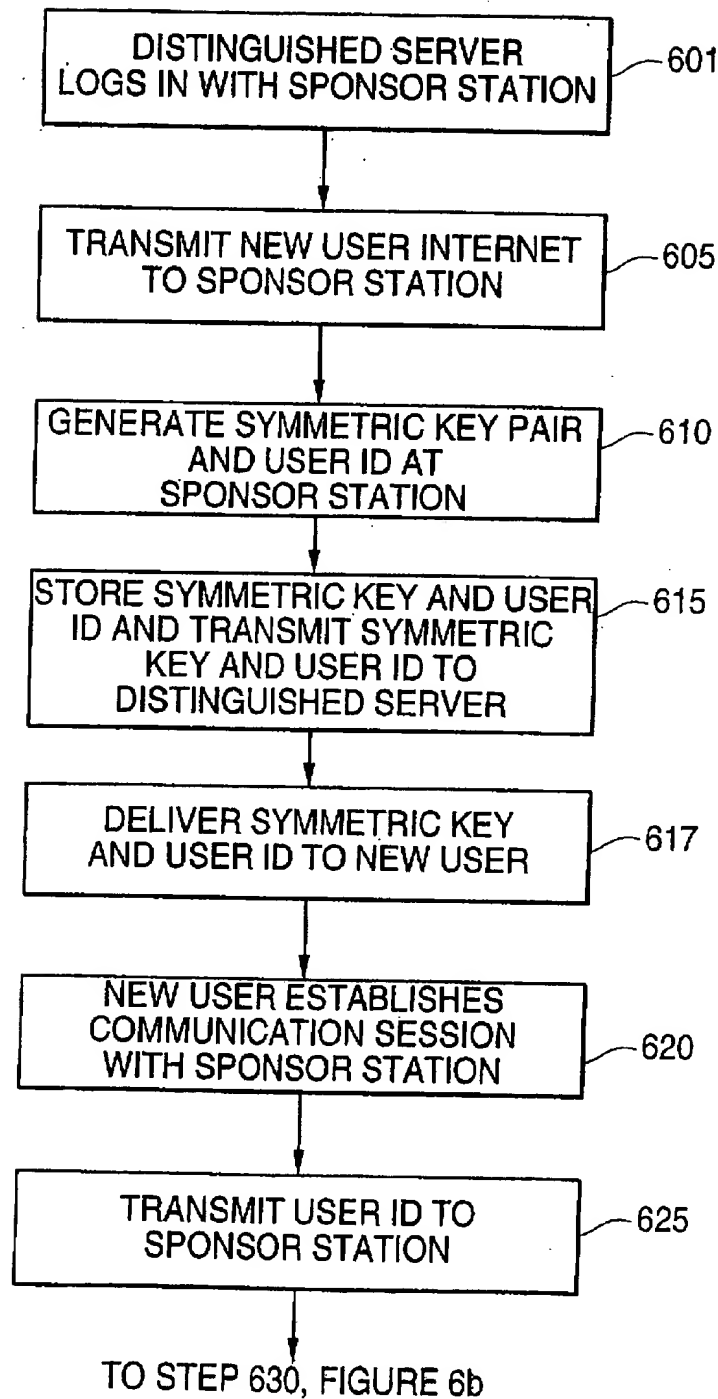 DISTINGUISHED SERVER
LOGS IN WITH SPONSOR STATION
601
TRANSMIT NEW USER INTERNET
TO SPONSOR STATION
605
GENERATE SYMMETRIC KEY PAIR
AND USER ID AT
SPONSOR STATION
610
STORE SYMMETRIC KEY AND USER
ID AND TRANSMIT SYMMETRIC
KEY AND USER ID TO
DISTINGUISHED SERVER
615
DELIVER SYMMETRIC KEY
AND USER ID TO NEW USER
617
NEW USER ESTABLISHES
COMMUNICATION SESSION
WITH SPONSOR STATION
620
TRANSMIT USER ID TO
SPONSOR STATION
625
TO STEP 630, FIGURE 6b